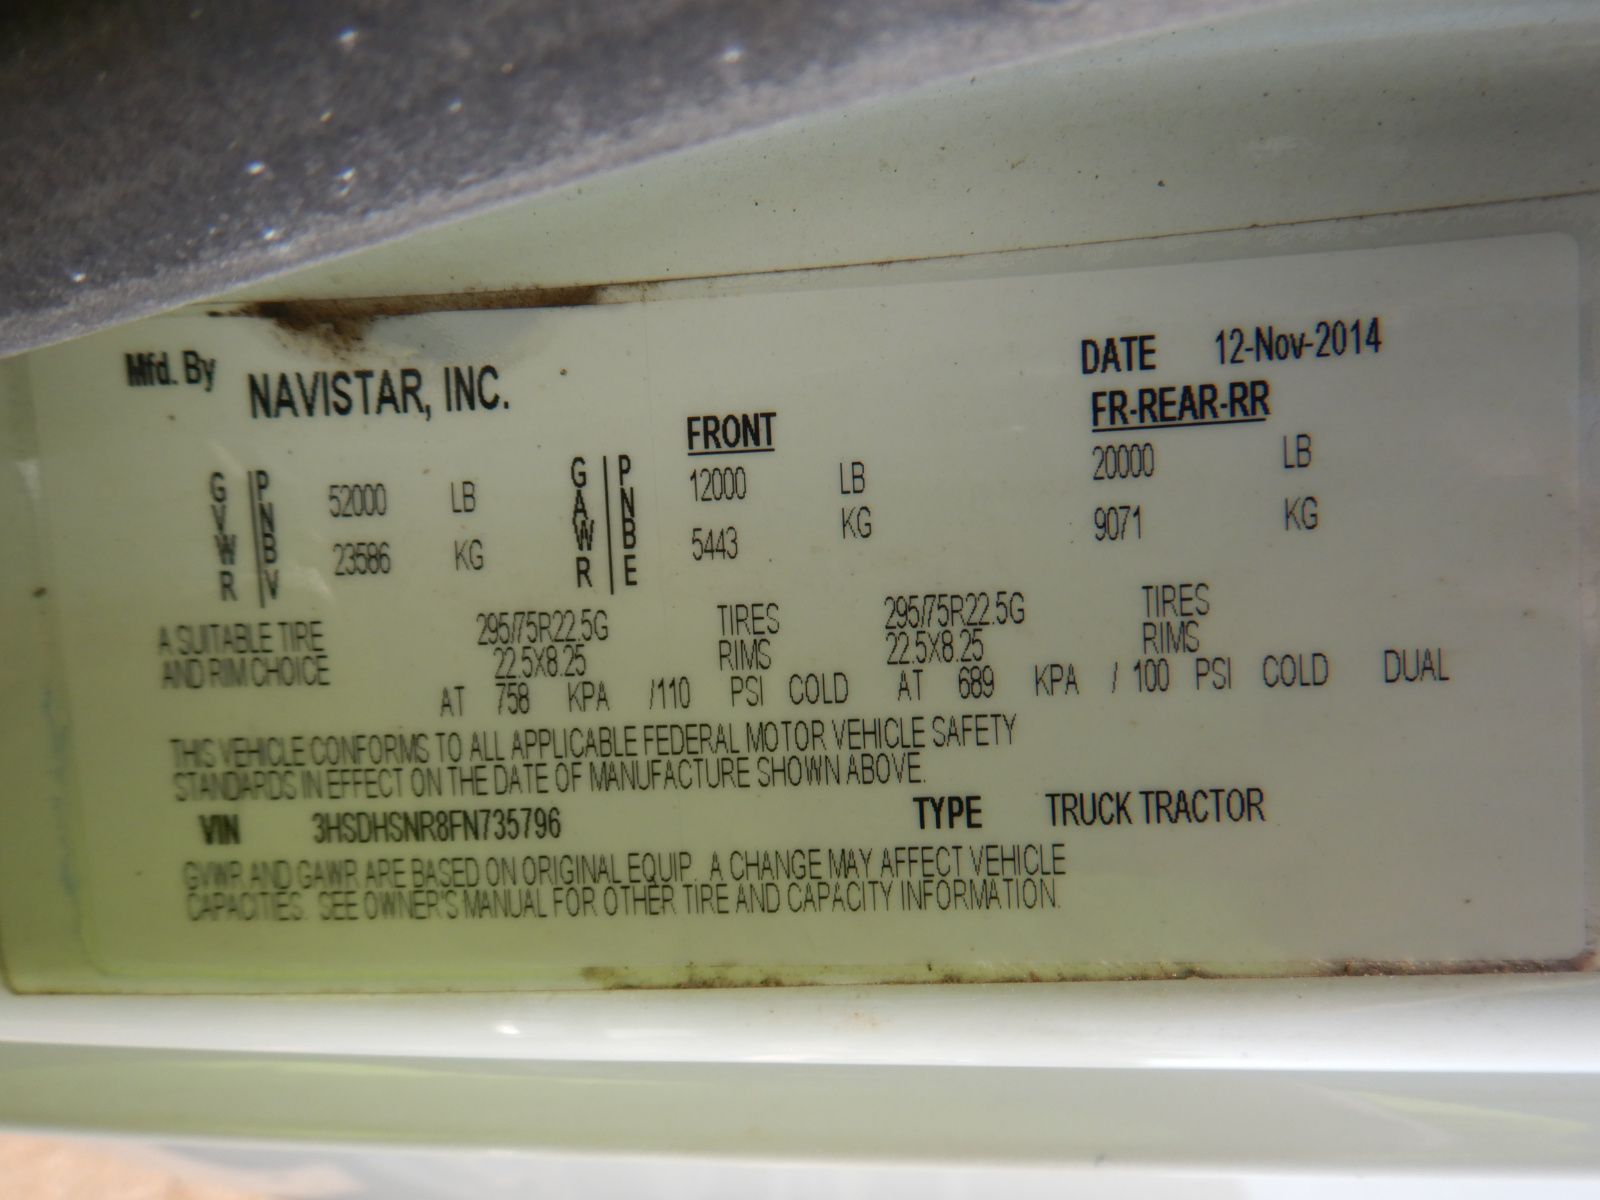 Mfd. By NAVISTAR, INC. DATE 12-Nov-2014
FRONT FR-REAR-RR
GVWR | PNBV 52000 LB GAWR | PNBE 12000 LB 20000 LB
23586 KG 5443 KG 9071 KG
A SUITABLE TIRE 295/75R22.5G TIRES 295/75R22.5G TIRES
AND RIM CHOICE 22.5X8.25 RIMS 22.5X8.25 RIMS
AT 758 KPA /110 PSI COLD AT 689 KPA / 100 PSI COLD DUAL
THIS VEHICLE CONFORMS TO ALL APPLICABLE FEDERAL MOTOR VEHICLE SAFETY
STANDARDS IN EFFECT ON THE DATE OF MANUFACTURE SHOWN ABOVE.
VIN 3HSDHSNR8FN735796 TYPE TRUCK TRACTOR
GVWR AND GAWR ARE BASED ON ORIGINAL EQUIP. A CHANGE MAY AFFECT VEHICLE
CAPACITIES. SEE OWNER'S MANUAL FOR OTHER TIRE AND CAPACITY INFORMATION.